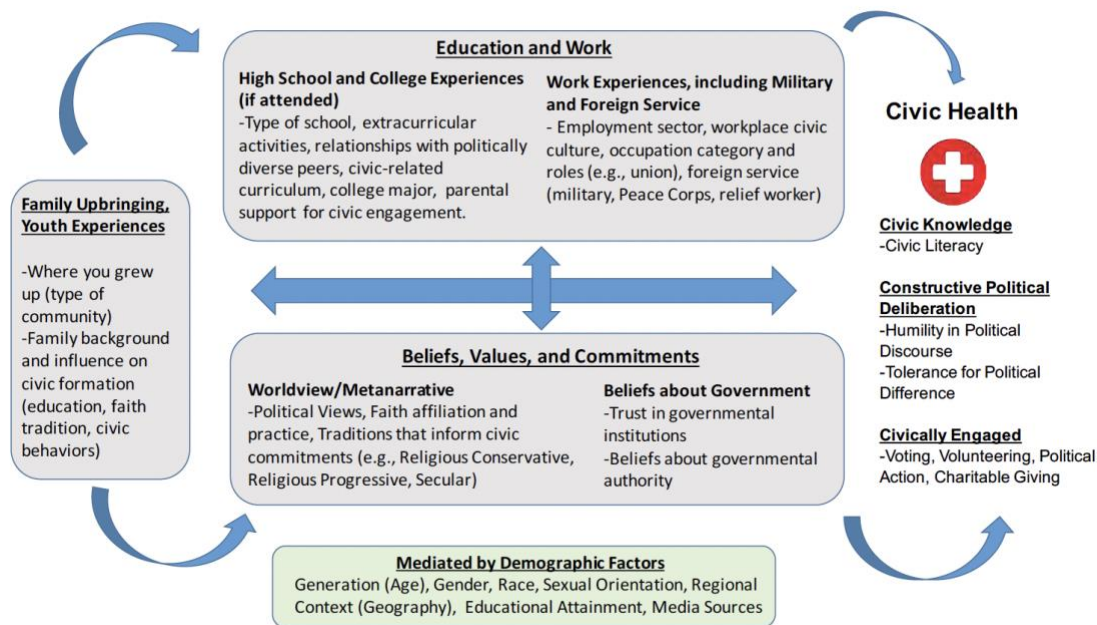 Education and Work
High School and College Experiences
(if attended)
-Type of school, extracurricular
activities, relationships with politically
diverse peers, civic-related
curriculum, college major, parental
support for civic engagement.
Work Experiences, including Military
and Foreign Service
- Employment sector, workplace civic
culture, occupation category and
roles (e.g., union), foreign service
(military, Peace Corps, relief worker)
Family Upbringing,
Youth Experiences
-Where you grew
up (type of
community)
-Family background
and influence on
civic formation
(education, faith
tradition, civic
behaviors)
Beliefs, Values, and Commitments
Worldview/Metanarrative
-Political Views, Faith affiliation and
practice, Traditions that inform civic
commitments (e.g., Religious Conservative,
Religious Progressive, Secular)
Beliefs about Government
-Trust in governmental
institutions
-Beliefs about governmental
authority
Mediated by Demographic Factors
Generation (Age), Gender, Race, Sexual Orientation, Regional
Context (Geography), Educational Attainment, Media Sources
Civic Health
Civic Knowledge
-Civic Literacy
Constructive Political
Deliberation
-Humility in Political
Discourse
-Tolerance for Political
Difference
Civically Engaged
-Voting, Volunteering, Political
Action, Charitable Giving